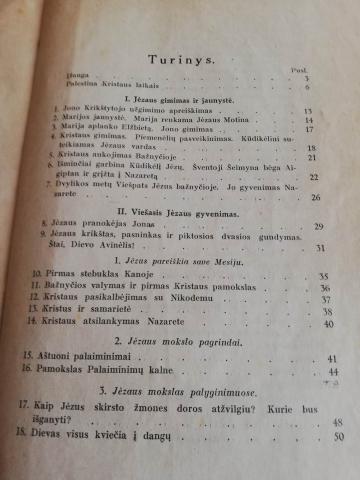 Turinys.
Pusl.
Įžanga 3
Palestina Kristaus laikais 6
I. Jėzaus gimimas ir jaunystė.
1. Jono Krikštytojo užgimimo apreiškimas 13
2. Marijos jaunystė. Marija renkama Jėzaus Motina 14
3. Marija aplanko Elžbietą. Jono gimimas 17
4. Kristaus gimimas. Piemenėlių pasveikinimas. Kūdikėlini su-
teikiamas Jėzaus vardas 18
5. Kristaus aukojimas Bažnyčioje 21
6. Išminčiai garbina Kūdikėlį Jėzų. Šventoji Šeimyna bėga Ai-
giptan ir grįžta į Nazaretą 22
7. Dvylikos metų Viešpats Jėzus bažnyčioje. Jo gyvenimas Na-
zarete 26
II. Viešasis Jėzaus gyvenimas.
8. Jėzaus pranokėjas Jonas 29
9. Jėzaus krikštas, pasninkas ir piktosios dvasios gundymas.
Štai, Dievo Avinėlis! 31
1. Jėzus pareiškia save Mesiju.
10. Pirmas stebuklas Kanoje 35
11. Bažnyčios valymas ir pirmas Kristaus pamokslas 36
12. Kristaus pasikalbėjimas su Nikodemu 37
13. Kristus ir samarietė 38
14. Kristaus atsilankymas Nazarete 40
2. Jėzaus mokslo pagrindai.
15. Aštuoni palaiminimai 41
16. Pamokslas Palaiminimų kalne 44
3. Jėzaus mokslas palyginimuose.
17. Kaip Jėzus skirsto žmones doros atžvilgiu? Kurie bus
išganyti? 48
18. Dievas visus kviečia į dangų 50